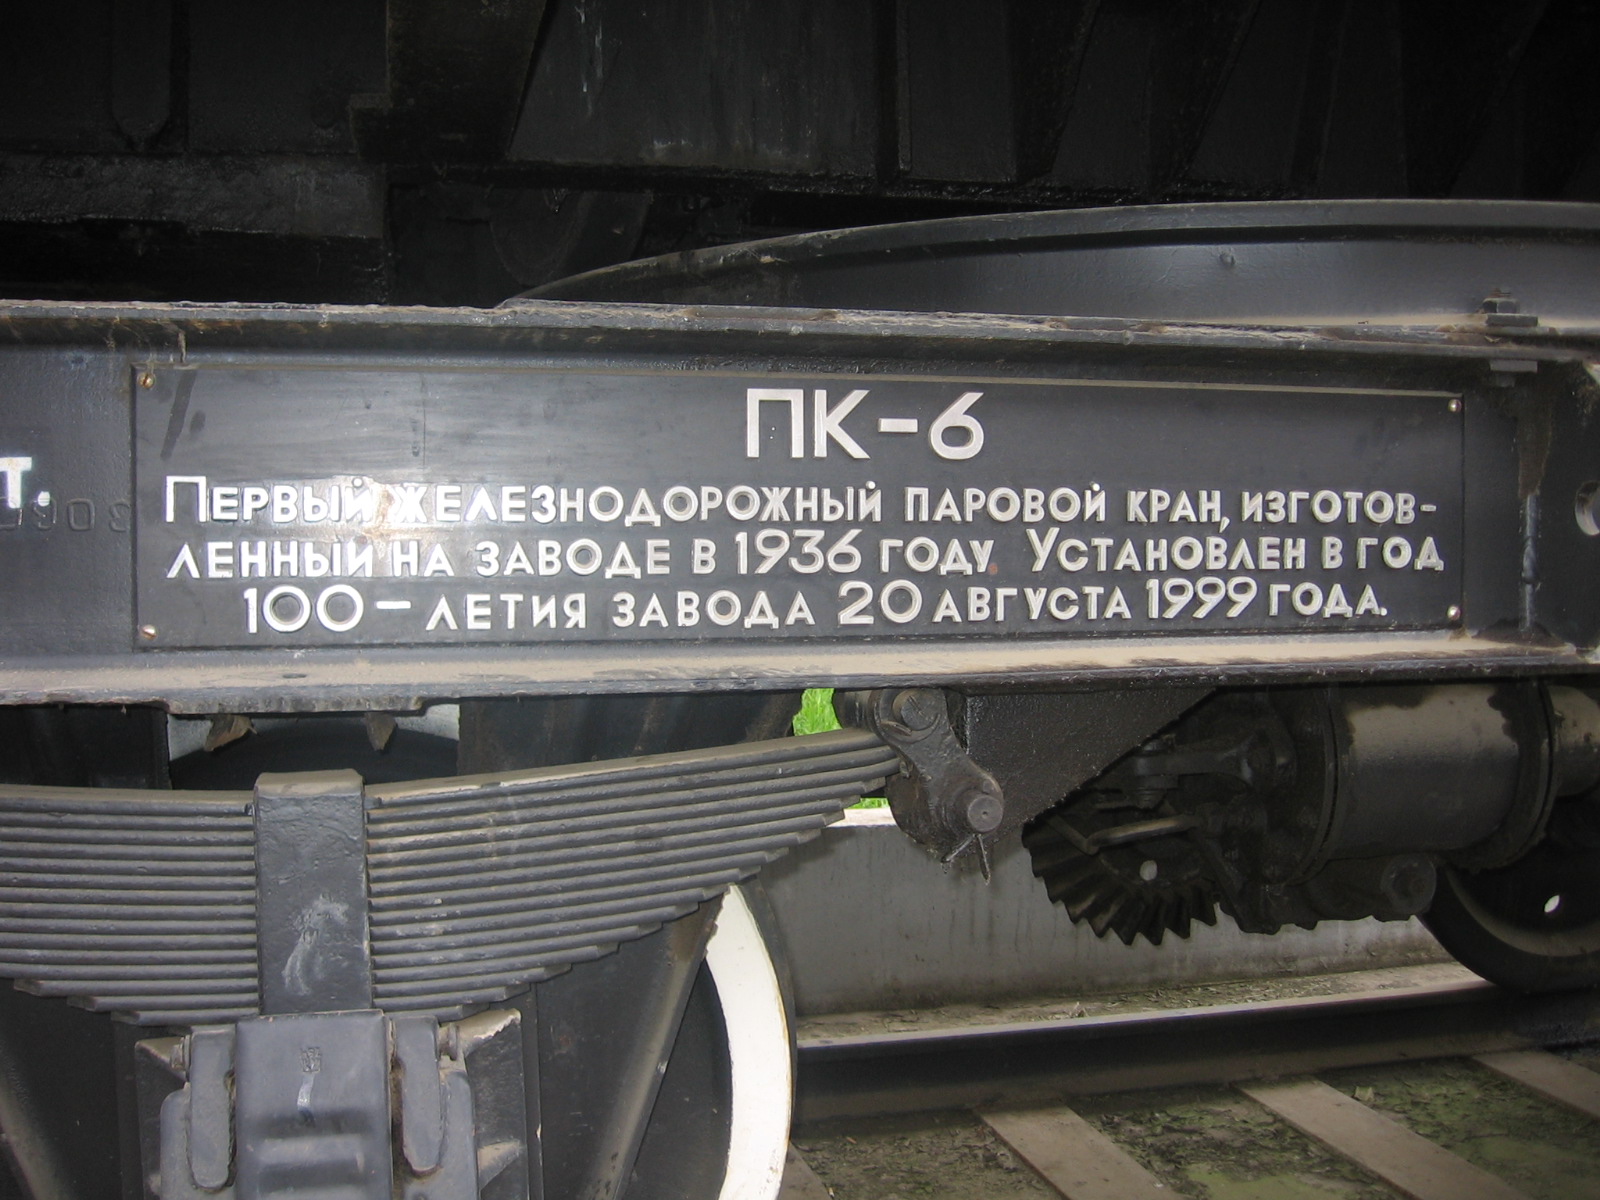 ПК-6
ПЕРВЫЙ ЖЕЛЕЗНОДОРОЖНЫЙ ПАРОВОЙ КРАН, ИЗГОТОВ-
ЛЕННЫЙ НА ЗАВОДЕ В 1936 ГОДУ. УСТАНОВЛЕН В ГОД
100-ЛЕТИЯ ЗАВОДА 20 АВГУСТА 1999 ГОДА.
Т.